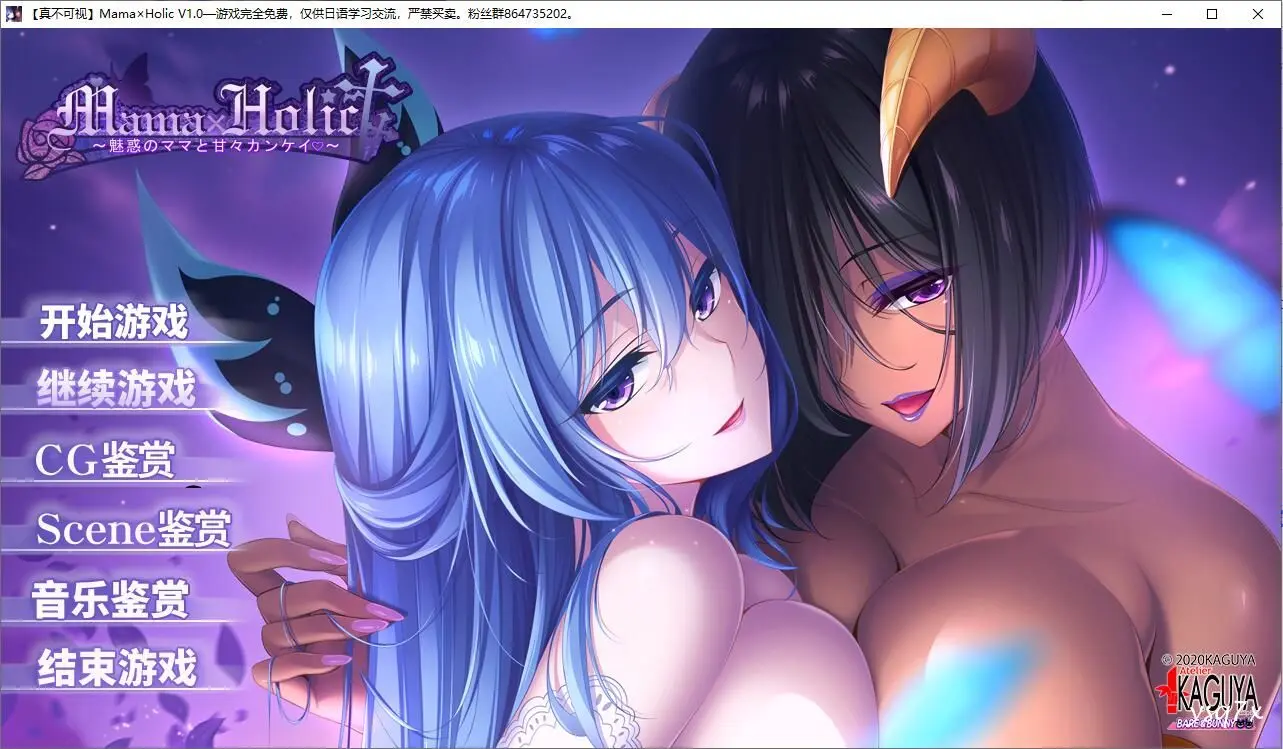 【真不可视】Mama×Holic V1.0—游戏完全免费，仅供日语学习交流，严禁买卖。粉丝群864735202。
Mama×Holic
～魅惑のママと甘々カンケイ♡～
开始游戏
继续游戏
CG鉴赏
Scene鉴赏
音乐鉴赏
结束游戏
© 2020KAGUYA
Atelier
KAGUYA
BARE&BUNNY